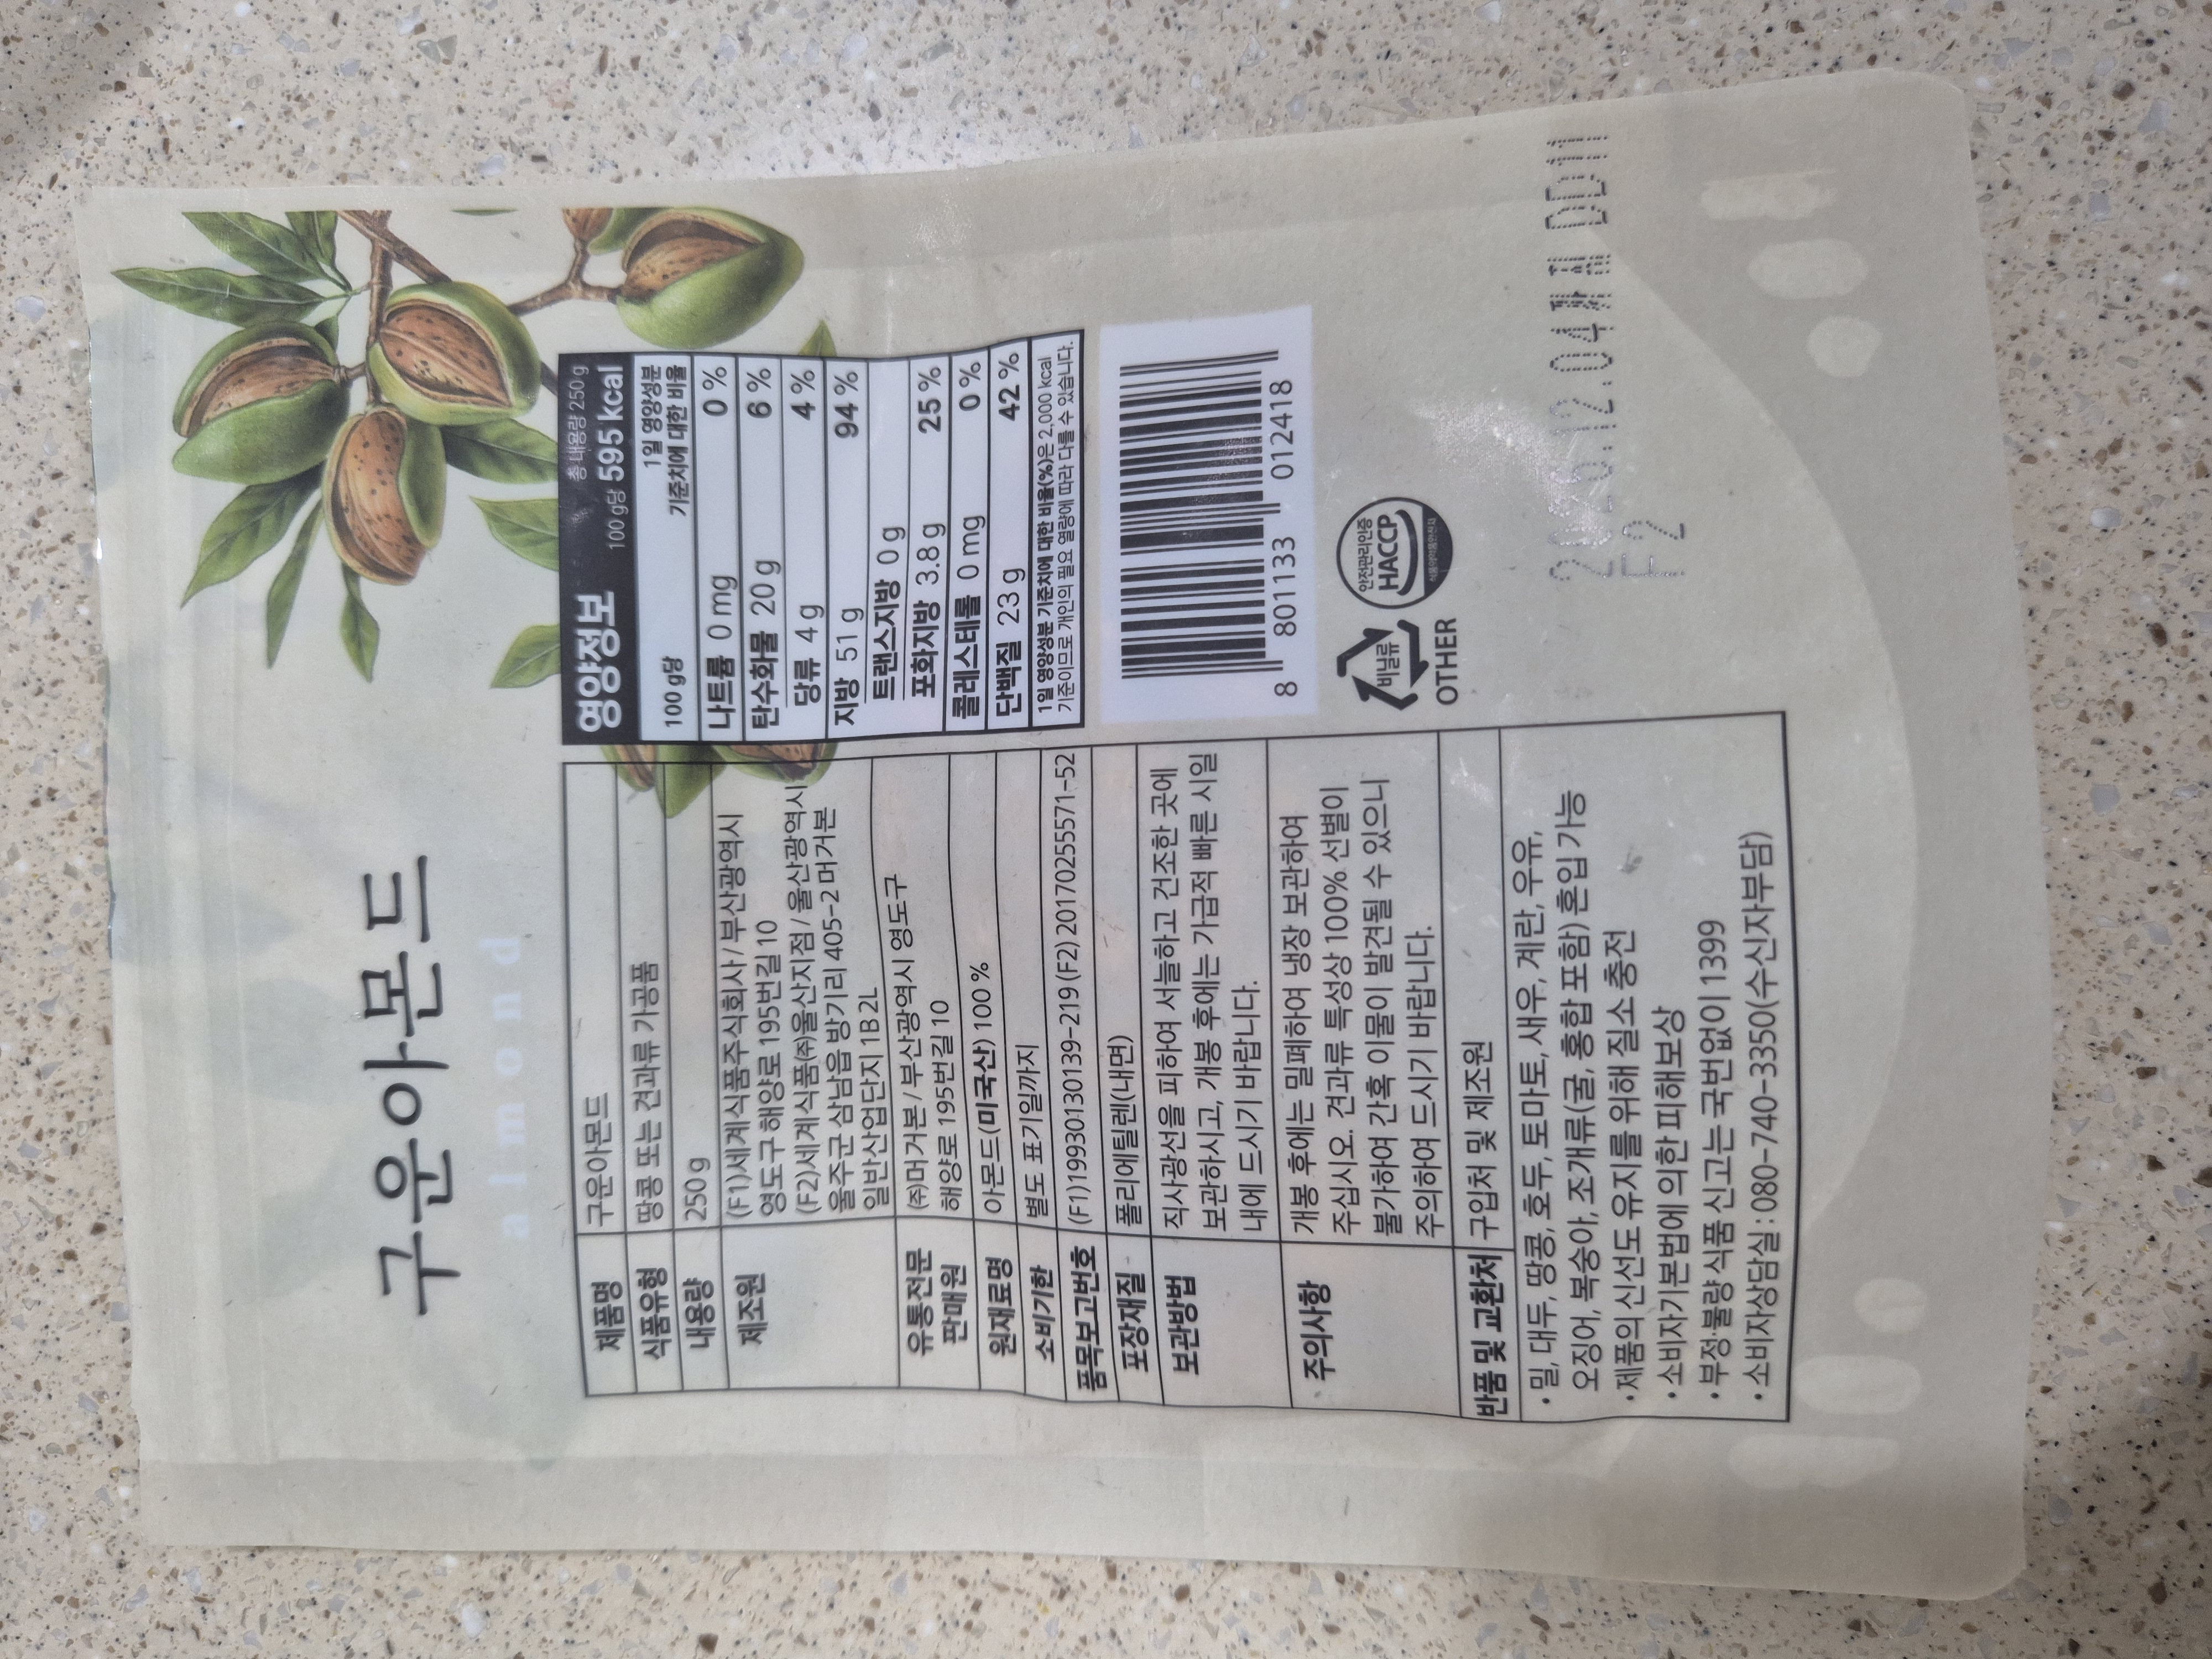 구운아몬드
almond
제품명 구운아몬드
식품유형 땅콩 또는 견과류 가공품
내용량 250 g
제조원 (F1)세계식품주식회사 / 부산광역시
영도구 해양로 195번길 10
(F2)세계식품(주)울산지점 / 울산광역시
울주군 삼남읍 방기리 405-2 머거본
일반산업단지 1B 2L
유통전문판매원 (주)머거본 / 부산광역시 영도구
해양로 195번길 10
원재료명 아몬드(미국산) 100 %
소비기한 별도 표기일까지
품목보고번호 (F1)19930130139-219 (F2) 20170255571-52
포장재질 폴리에틸렌(내면)
보관방법 직사광선을 피하여 서늘하고 건조한 곳에
보관하시고, 개봉 후에는 가급적 빠른 시일
내에 드시기 바랍니다.
주의사항 개봉 후에는 밀폐하여 냉장 보관하여
주십시오. 견과류 특성상 100% 선별이
불가하여 간혹 이물이 발견될 수 있으니
주의하여 드시기 바랍니다.
반품 및 교환처 구입처 및 제조원
• 밀, 대두, 땅콩, 호두, 토마토, 새우, 계란, 우유,
오징어, 복숭아, 조개류(굴, 홍합 포함) 혼입 가능
• 제품의 신선도 유지를 위해 질소 충전
• 소비자기본법에 의한 피해보상
• 부정·불량 식품 신고는 국번없이 1399
• 소비자상담실 : 080-740-3350(수신자부담)
영양정보
총 내용량 250 g
100 g당 595 kcal
100 g당 1일 영양성분
기준치에 대한 비율
나트륨 0 mg 0 %
탄수화물 20 g 6 %
당류 4 g 4 %
지방 51 g 94 %
트랜스지방 0 g
포화지방 3.8 g 25 %
콜레스테롤 0 mg 0 %
단백질 23 g 42 %
1일 영양성분 기준치에 대한 비율(%)은 2,000 kcal
기준이므로 개인의 필요 열량에 따라 다를 수 있습니다.
8 801133 012418
비닐류
OTHER
안전관리인증
HACCP
식품의약품안전처
12.04
F2